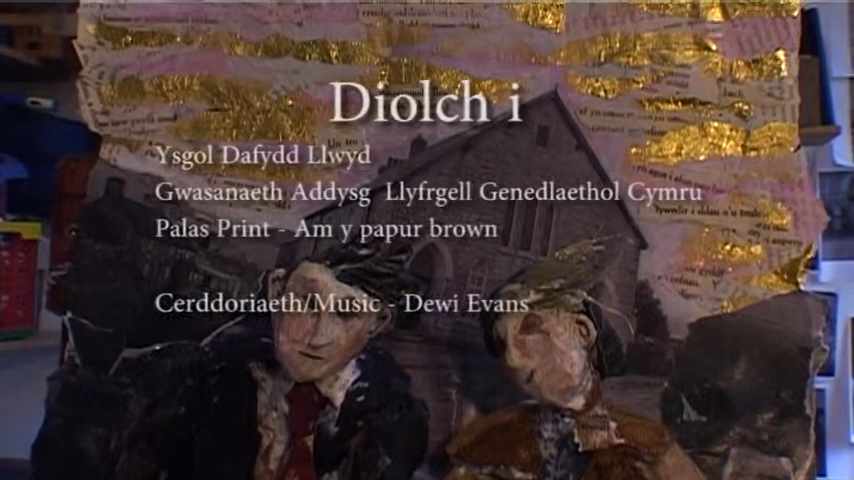 Diolch i
Ysgol Dafydd Llwyd
Gwasanaeth Addysg Llyfrgell Genedlaethol Cymru
Palas Print - Am y papur brown
Cerddoriaeth/Music - Dewi Evans